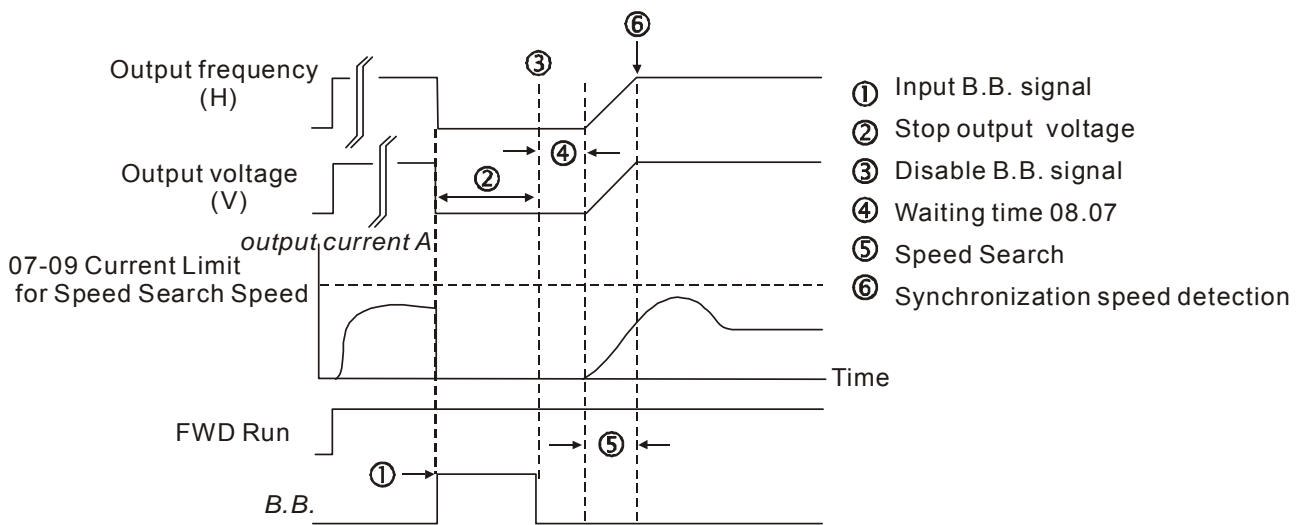 ⑥
③
Output frequency
(H)
④
Output voltage
(V)
②
output current A
07-09 Current Limit
for Speed Search Speed
Time
FWD Run
⑤
①
B.B.
① Input B.B. signal
② Stop output voltage
③ Disable B.B. signal
④ Waiting time 08.07
⑤ Speed Search
⑥ Synchronization speed detection